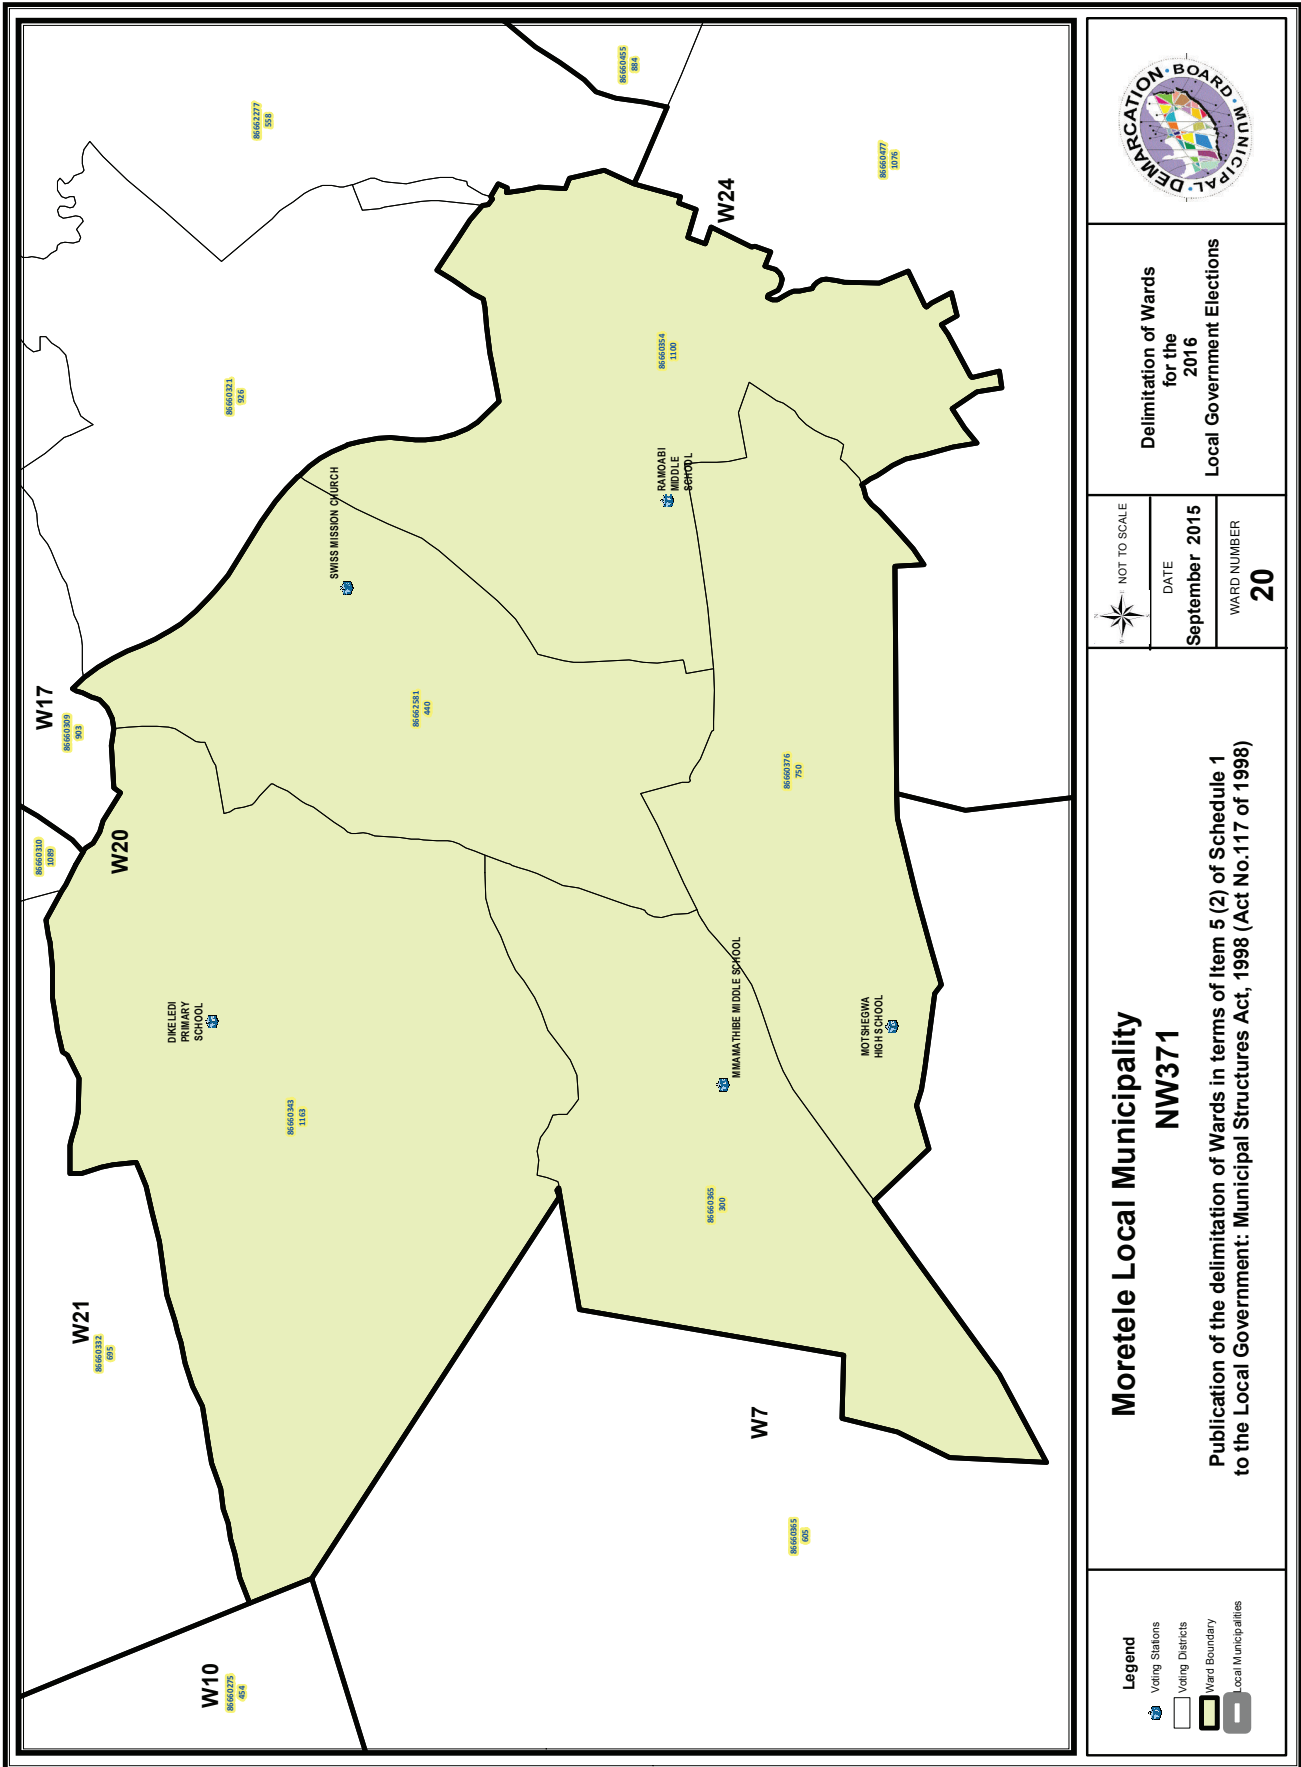 W10
86660275
454
W21
86660332
695
W7
86660365
605
W20
86660310
1089
W17
86660309
903
86660321
926
86662277
558
86660455
884
W24
86660477
1076
DIKELEDI
PRIMARY
SCHOOL
86660343
1163
SWISS MISSION CHURCH
86662581
440
RAMOABI
MIDDLE
SCHOOL
86660354
1100
MMAMATHIBE MIDDLE SCHOOL
86660365
300
MOTSHEGWA
HIGH SCHOOL
86660376
750
Legend
Voting Stations
Voting Districts
Ward Boundary
Local Municipalities
Moretele Local Municipality
NW371
Publication of the delimitation of Wards in terms of Item 5 (2) of Schedule 1
to the Local Government: Municipal Structures Act, 1998 (Act No.117 of 1998)
NOT TO SCALE
DATE
September 2015
WARD NUMBER
20
Delimitation of Wards
for the
2016
Local Government Elections
MUNICIPAL DEMARCATION BOARD